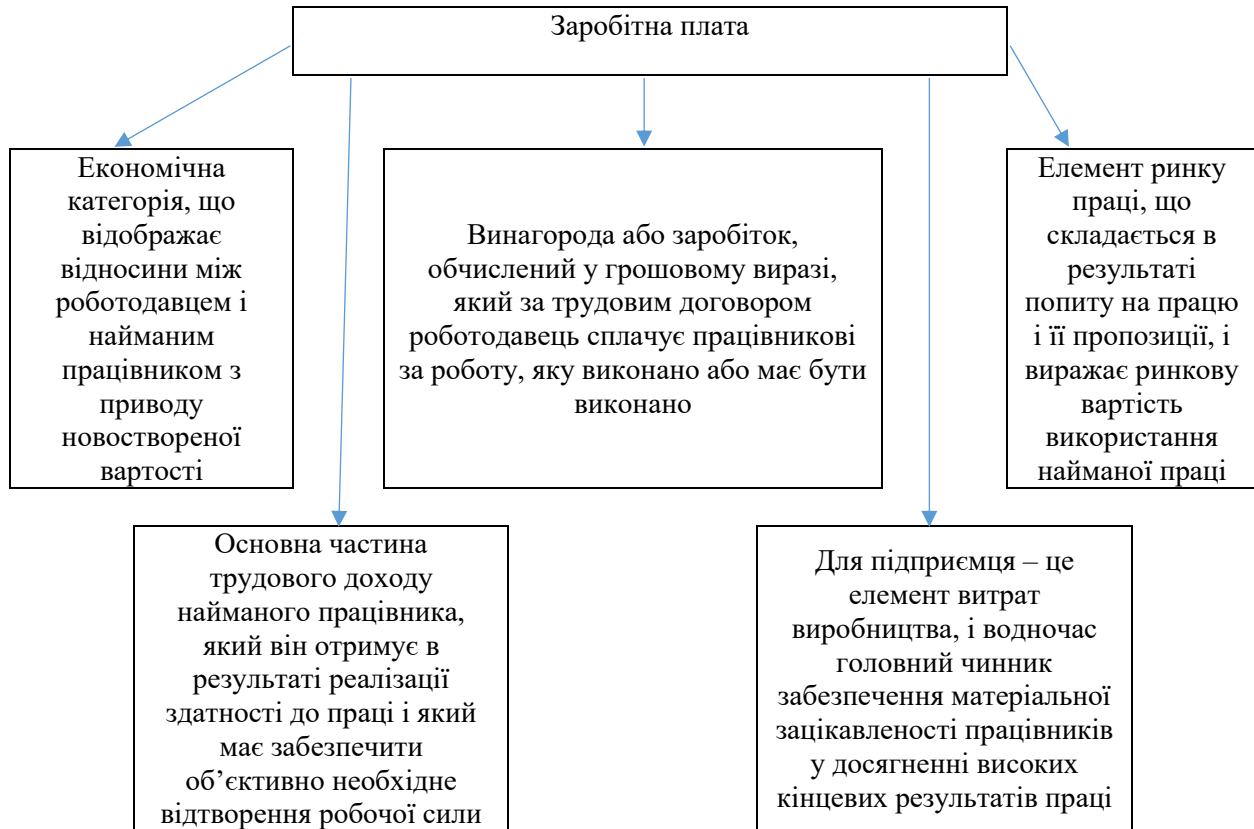 Заробітна плата
Економічна
категорія, що
відображає
відносини між
роботодавцем і
найманим
працівником з
приводу
новоствореної
вартості
Винагорода або заробіток,
обчислений у грошовому виразі,
який за трудовим договором
роботодавець сплачує працівникові
за роботу, яку виконано або має бути
виконано
Елемент ринку
праці, що
складається в
результаті
попиту на працю
і її пропозиції, і
виражає ринкову
вартість
використання
найманої праці
Основна частина
трудового доходу
найманого працівника,
який він отримує в
результаті реалізації
здатності до праці і який
має забезпечити
об’єктивно необхідне
відтворення робочої сили
Для підприємця – це
елемент витрат
виробництва, і водночас
головний чинник
забезпечення матеріальної
зацікавленості працівників
у досягненні високих
кінцевих результатів праці